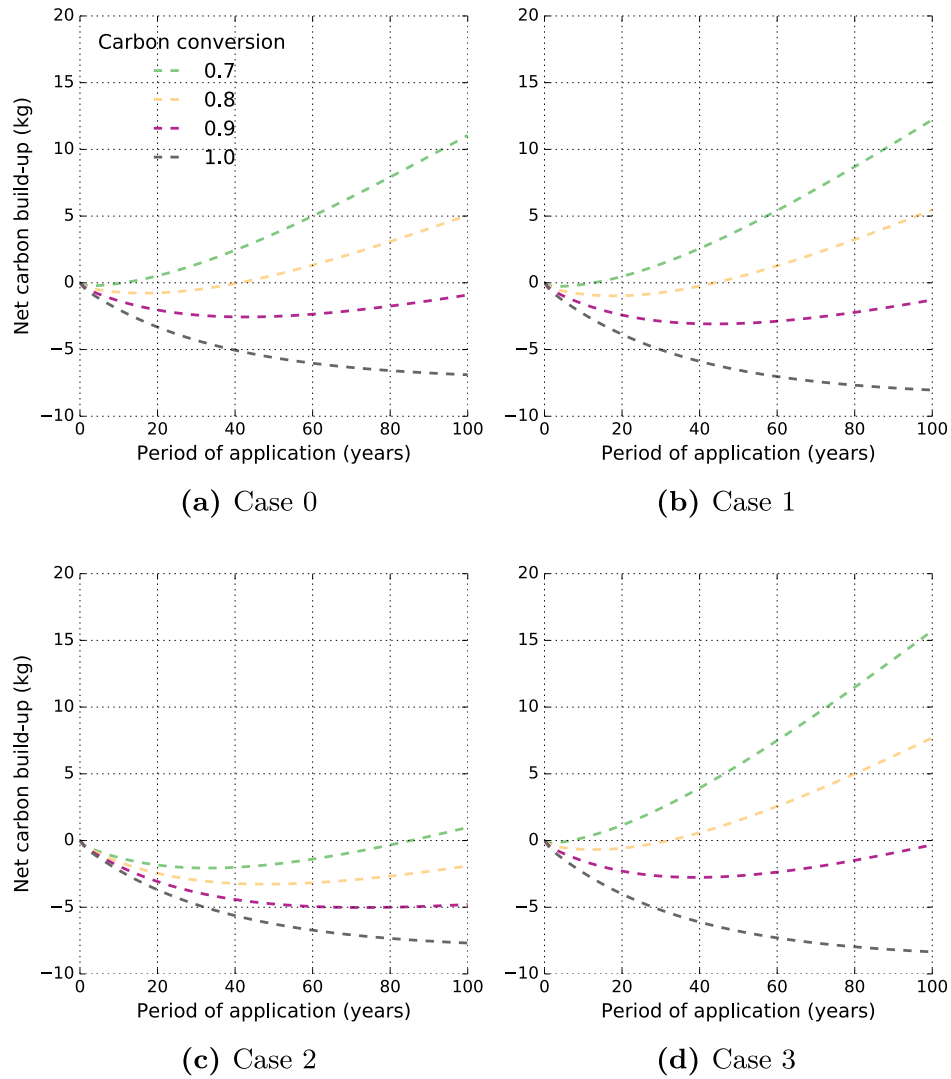 20
15
10
5
0
−5
−10
Net carbon build-up (kg)
Carbon conversion
0.7
0.8
0.9
1.0
0 20 40 60 80 100
Period of application (years)
(a) Case 0
20
15
10
5
0
−5
−10
0 20 40 60 80 100
Period of application (years)
(b) Case 1
20
15
10
5
0
−5
−10
Net carbon build-up (kg)
0 20 40 60 80 100
Period of application (years)
(c) Case 2
20
15
10
5
0
−5
−10
0 20 40 60 80 100
Period of application (years)
(d) Case 3